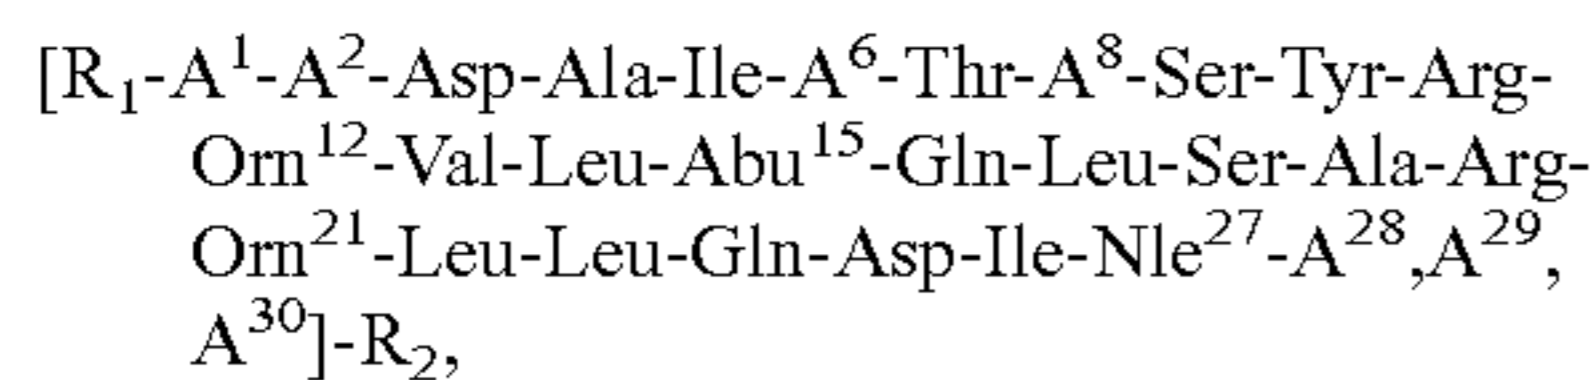 [R₁-A¹-A²-Asp-Ala-Ile-A⁶-Thr-A⁸-Ser-Tyr-Arg-
Orn¹²-Val-Leu-Abu¹⁵-Gln-Leu-Ser-Ala-Arg-
Orn²¹-Leu-Leu-Gln-Asp-Ile-Nle²⁷-A²⁸,A²⁹,
A³⁰]-R₂,